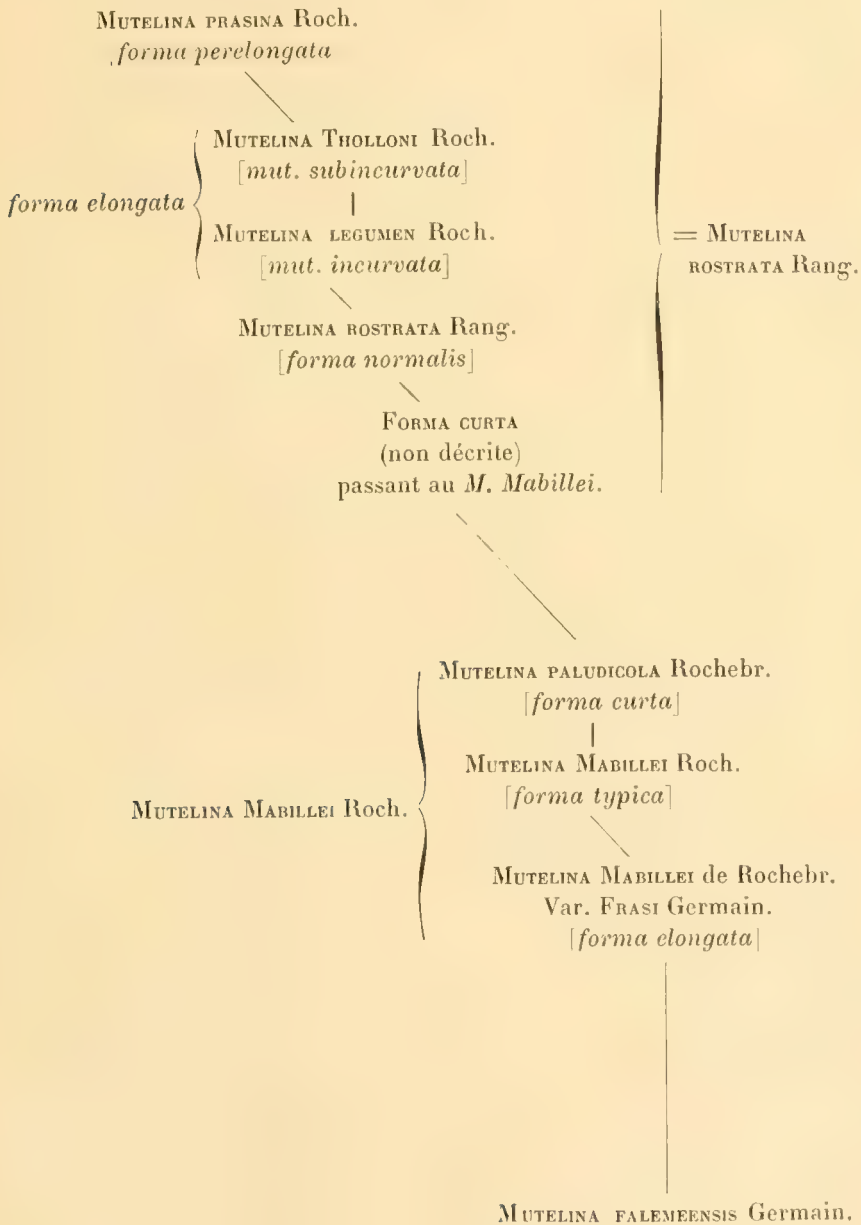 MUTELINA PRASINA Roch.
forma perelongata
MUTELINA THOLLONI Roch.
[mut. subincurvata]
forma elongata
MUTELINA LEGUMEN Roch.
[mut. incurvata]
= MUTELINA
ROSTRATA Rang.
MUTELINA ROSTRATA Rang.
[forma normalis]
FORMA CURTA
(non décrite)
passant au M. Mabillei.
MUTELINA PALUDICOLA Rochebr.
[forma curta]
MUTELINA MABILLEI Roch.
[forma typica]
MUTELINA MABILLEI Roch.
MUTELINA MABILLEI de Rochebr.
Var. FRASI Germain.
[forma elongata]
MUTELINA FALEMEENSIS Germain.